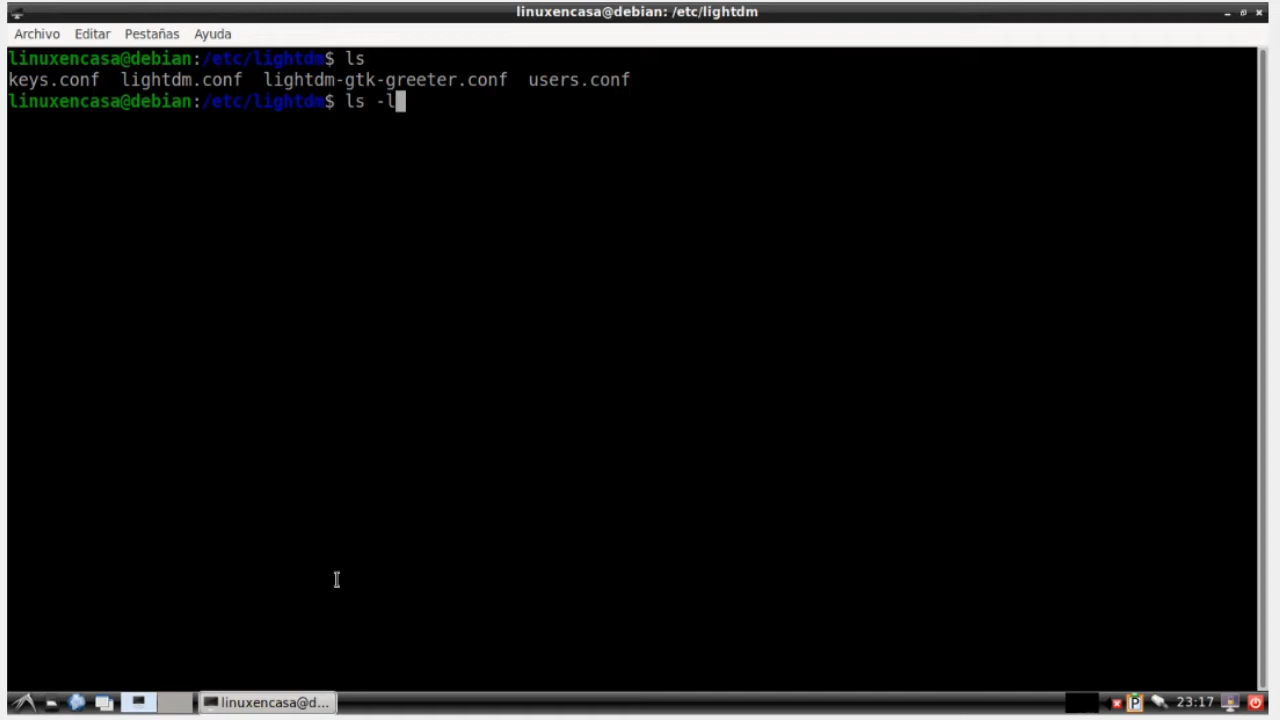 linuxencasa@debian: /etc/lightdm
Archivo Editar Pestañas Ayuda
linuxencasa@debian:/etc/lightdm$ ls
keys.conf lightdm.conf lightdm-gtk-greeter.conf users.conf
linuxencasa@debian:/etc/lightdm$ ls -l
linuxencasa@d... P 23:17